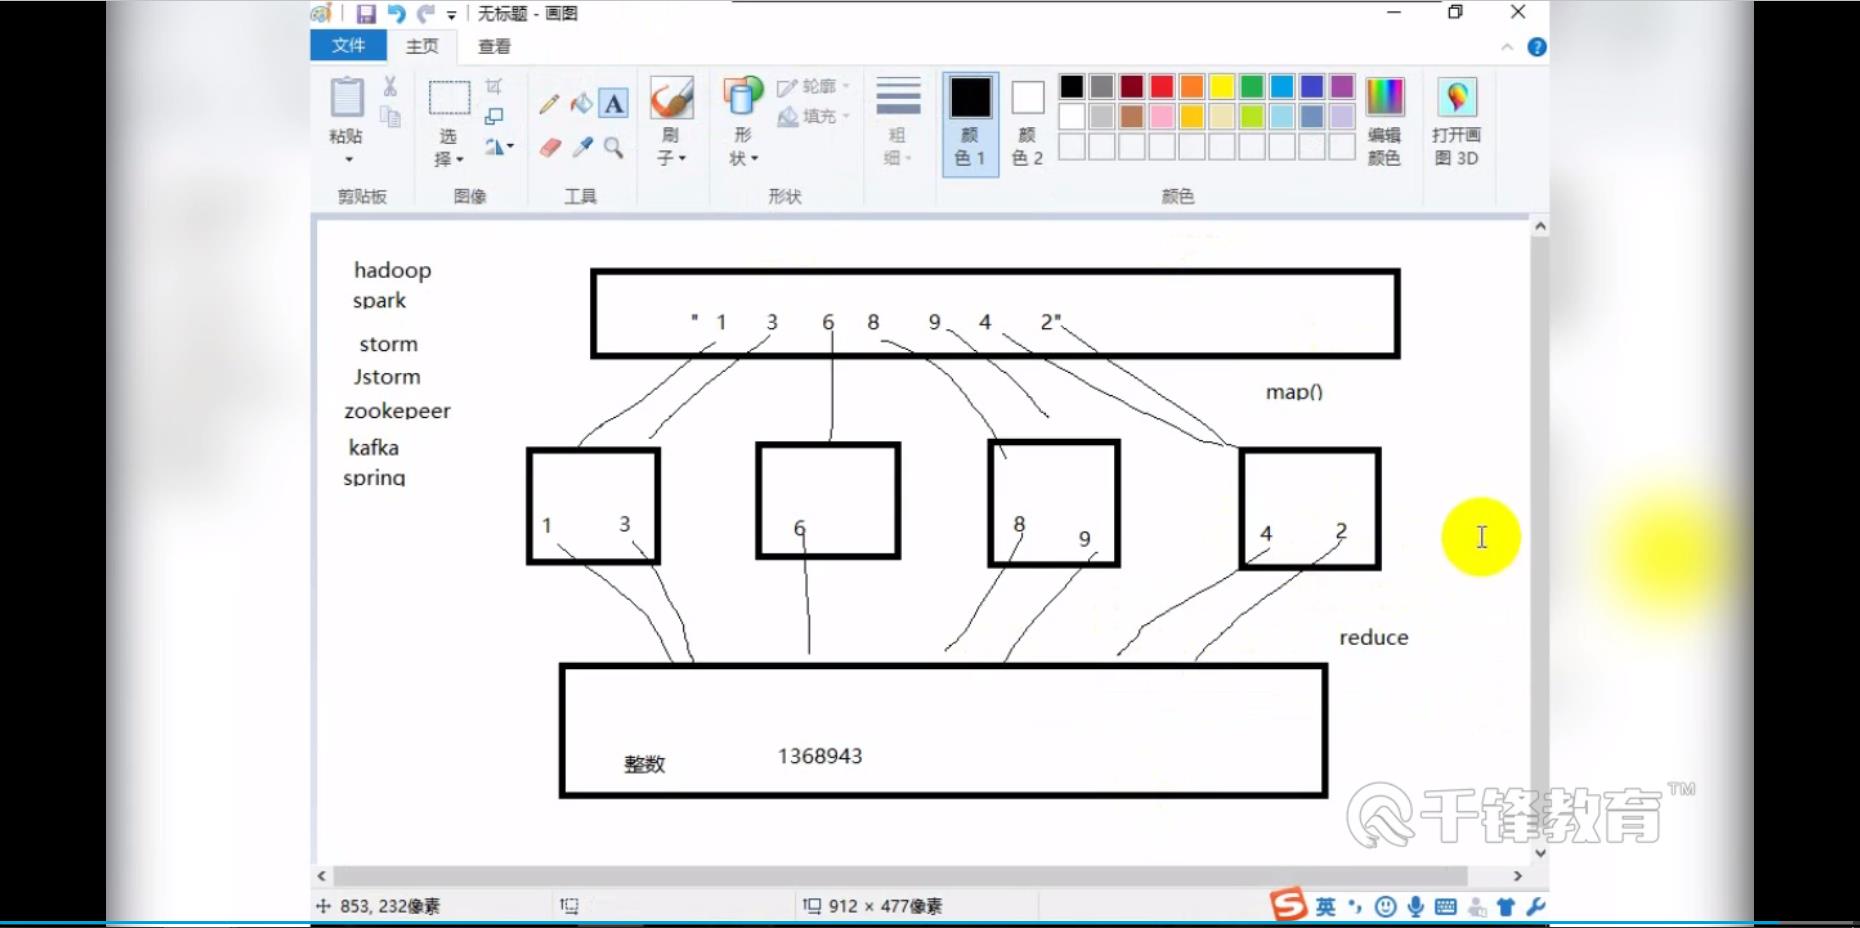 无标题 - 画图
文件 主页 查看
粘贴
选
择
刷
子
形
状
轮廓
填充
粗
细
颜
色 1
颜
色 2
编辑
颜色
打开画
图 3D
剪贴板 图像 工具 形状 颜色
hadoop
spark
storm
Jstorm
zookepeer
kafka
spring
" 1 3 6 8 9 4 2"
map()
1 3 6 8 9 4 2
reduce
整数 1368943
千锋教育™
853, 232像素 912 × 477像素
英